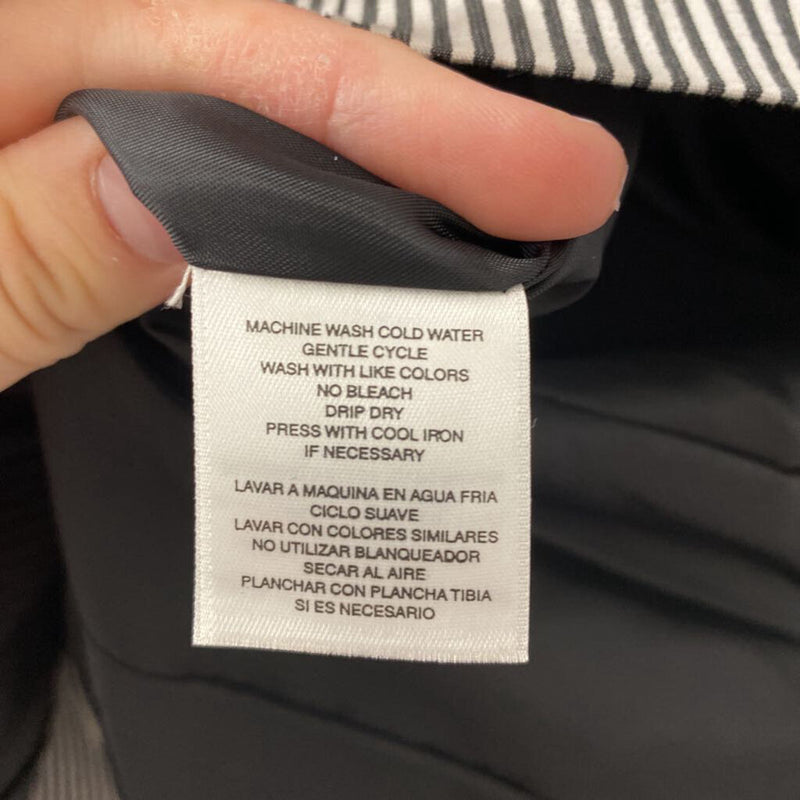 MACHINE WASH COLD WATER
GENTLE CYCLE
WASH WITH LIKE COLORS
NO BLEACH
DRIP DRY
PRESS WITH COOL IRON
IF NECESSARY
LAVAR A MAQUINA EN AGUA FRIA
CICLO SUAVE
LAVAR CON COLORES SIMILARES
NO UTILIZAR BLANQUEADOR
SECAR AL AIRE
PLANCHAR CON PLANCHA TIBIA
SI ES NECESARIO